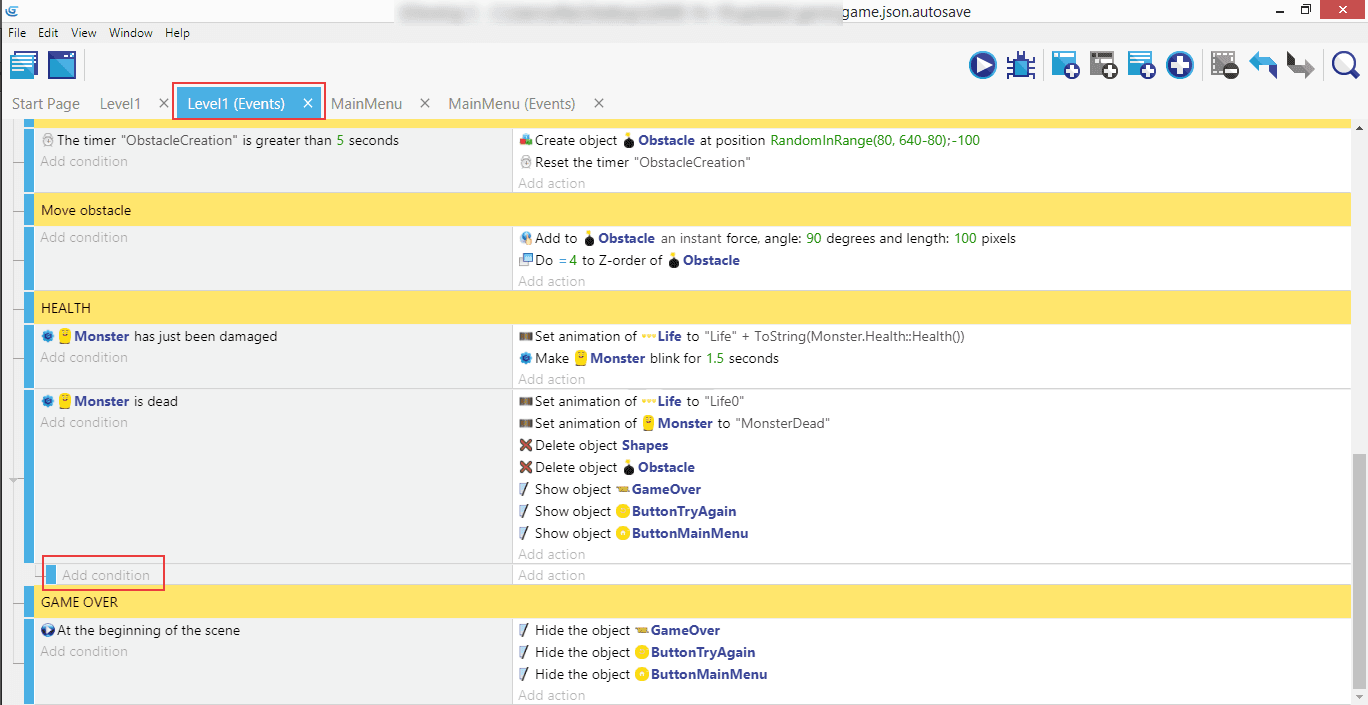 game.json.autosave
File Edit View Window Help
Start Page Level1 × Level1 (Events) × MainMenu × MainMenu (Events) ×
The timer "ObstacleCreation" is greater than 5 seconds
Add condition
Create object Obstacle at position RandomInRange(80, 640-80);-100
Reset the timer "ObstacleCreation"
Add action
Move obstacle
Add condition
Add to Obstacle an instant force, angle: 90 degrees and length: 100 pixels
Do =4 to Z-order of Obstacle
Add action
HEALTH
Monster has just been damaged
Add condition
Set animation of Life to "Life" + ToString(Monster.Health::Health())
Make Monster blink for 1.5 seconds
Add action
Monster is dead
Add condition
Set animation of Life to "Life0"
Set animation of Monster to "MonsterDead"
Delete object Shapes
Delete object Obstacle
Show object GameOver
Show object ButtonTryAgain
Show object ButtonMainMenu
Add action
Add condition
Add action
GAME OVER
At the beginning of the scene
Add condition
Hide the object GameOver
Hide the object ButtonTryAgain
Hide the object ButtonMainMenu
Add action